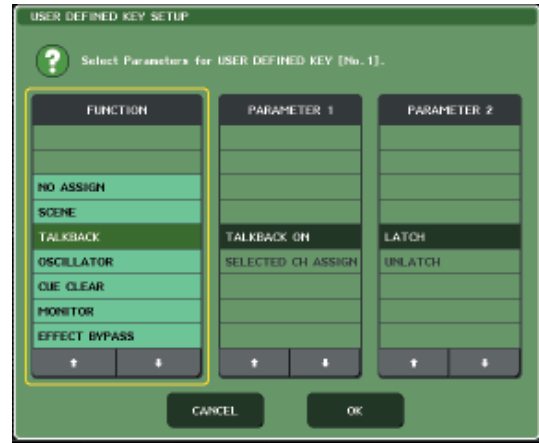 USER DEFINED KEY SETUP
Select Parameters for USER DEFINED KEY [No. 1].
FUNCTION
NO ASSIGN
SCENE
TALKBACK
OSCILLATOR
CUE CLEAR
MONITOR
EFFECT BYPASS
PARAMETER 1
TALKBACK ON
SELECTED CH ASSIGN
PARAMETER 2
LATCH
UNLATCH
CANCEL
OK